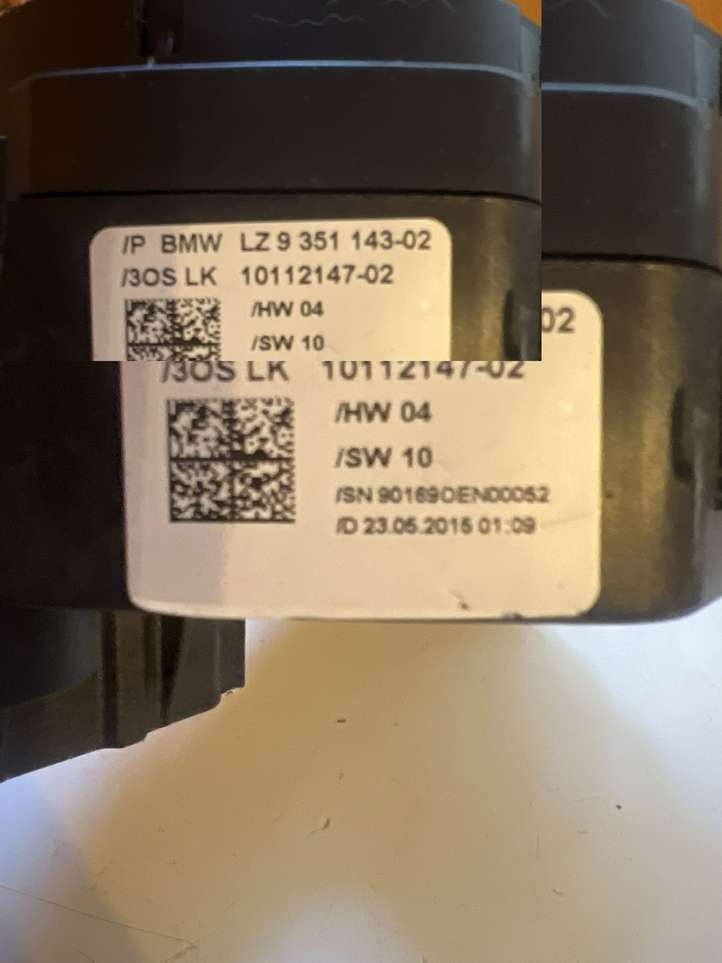 /P BMW LZ 9 351 143-02
/3OS LK 10112147-02
/HW 04
/SW 10
02
/3OS LK 10112147-02
/HW 04
/SW 10
/SN 90169OEN00052
/D 23.05.2015 01:09